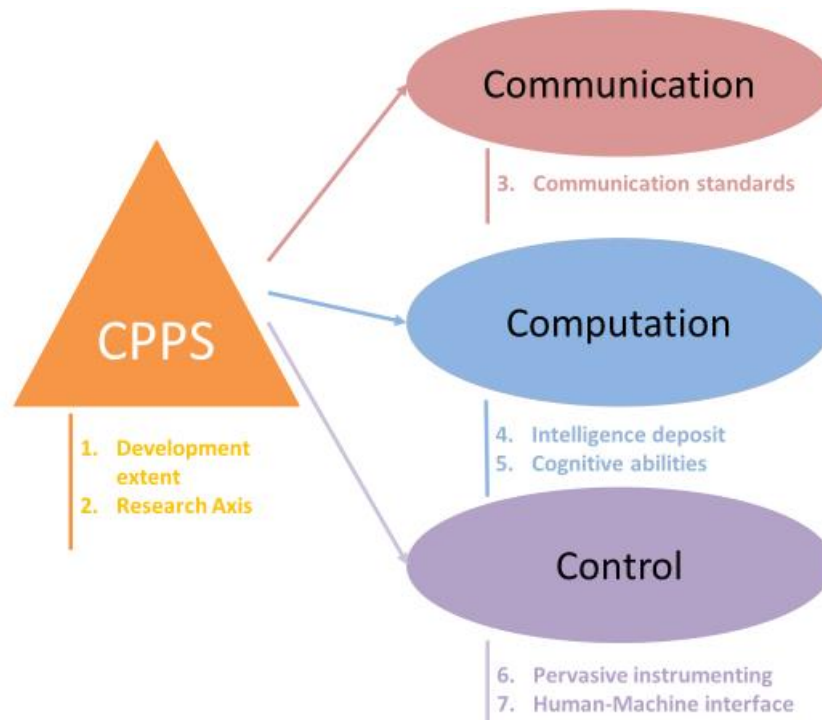 CPPS
1. Development
extent
2. Research Axis
Communication
3. Communication standards
Computation
4. Intelligence deposit
5. Cognitive abilities
Control
6. Pervasive instrumenting
7. Human-Machine interface